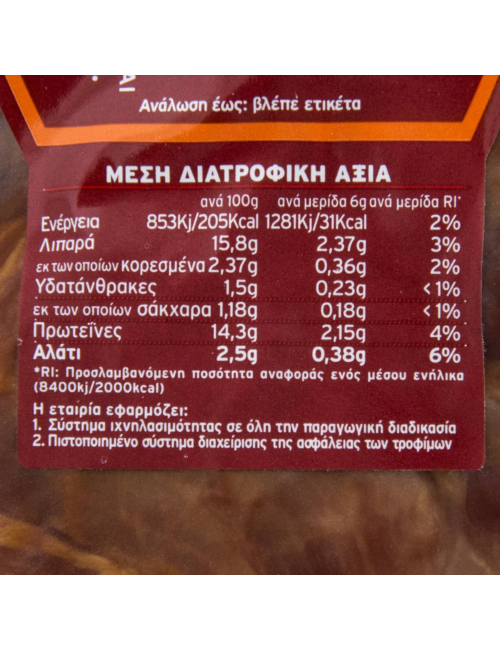 ΑΙ
Ανάλωση έως: βλέπε ετικέτα
ΜΕΣΗ ΔΙΑΤΡΟΦΙΚΗ ΑΞΙΑ
ανά 100g ανά μερίδα 6g ανά μερίδα RI*
Ενέργεια 853Kj/205Kcal 1281Kj/31Kcal 2%
Λιπαρά 15,8g 2,37g 3%
εκ των οποίων κορεσμένα 2,37g 0,36g 2%
Υδατάνθρακες 1,5g 0,23g <1%
εκ των οποίων σάκχαρα 1,18g 0,18g <1%
Πρωτεΐνες 14,3g 2,15g 4%
Αλάτι 2,5g 0,38g 6%
*RI: Προσλαμβανόμενη ποσότητα αναφοράς ενός μέσου ενήλικα
(8400kj/2000kcal)
Η εταιρία εφαρμόζει:
1. Σύστημα ιχνηλασιμότητας σε όλη την παραγωγική διαδικασία
2. Πιστοποιημένο σύστημα διαχείρισης της ασφάλειας των τροφίμων